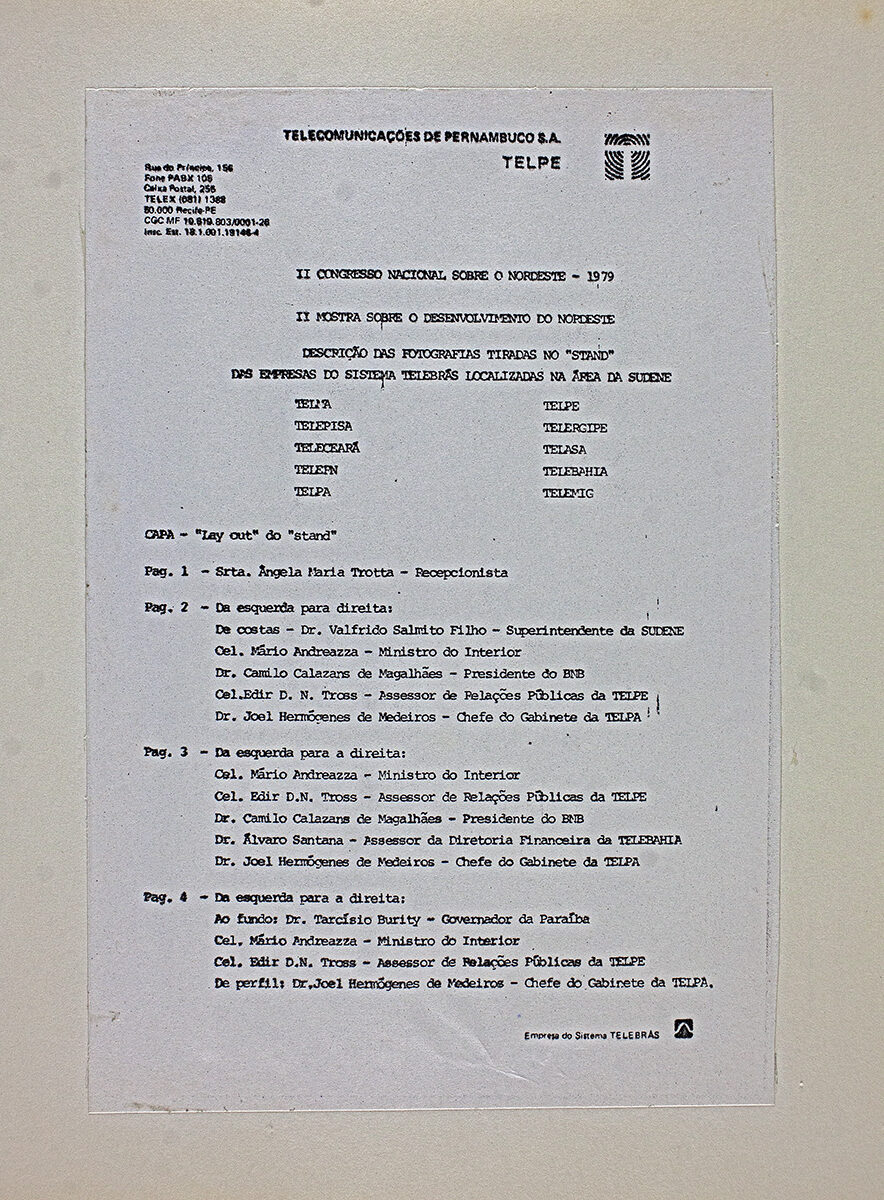 TELECOMUNICAÇÕES DE PERNAMBUCO S.A.
TELPE
Rua do Príncipe, 156
Fone PABX 106
Caixa Postal, 255
TELEX (081) 1368
50.000 Recife-PE
CGC MF 10.819.803/0001-26
Insc. Est. 18.1.001.19146-4
II CONGRESSO NACIONAL SOBRE O NORDESTE - 1979
II MOSTRA SOBRE O DESENVOLVIMENTO DO NORDESTE
DESCRIÇÃO DAS FOTOGRAFIAS TIRADAS NO "STAND"
DAS EMPRESAS DO SISTEMA TELEBRÁS LOCALIZADAS NA ÁREA DA SUDENE
TELPE
TELEPISA TELERGIPE
TELECEARÁ TELASA
TELERN TELEBAHIA
TELPA TELEMIG
CAPA - "Lay out" do "stand"
Pag. 1 - Srta. Ângela Maria Trotta - Recepcionista
Pag. 2 - Da esquerda para direita:
De costas - Dr. Valfrido Salmito Filho - Superintendente da SUDENE
Cel. Mário Andreazza - Ministro do Interior
Dr. Camilo Calazans de Magalhães - Presidente do BNB
Cel.Edir D. N. Tross - Assessor de Relações Públicas da TELPE
Dr. Joel Hermógenes de Medeiros - Chefe do Gabinete da TELPA
Pag. 3 - Da esquerda para a direita:
Cel. Mário Andreazza - Ministro do Interior
Cel. Edir D.N. Tross - Assessor de Relações Públicas da TELPE
Dr. Camilo Calazans de Magalhães - Presidente do BNB
Dr. Álvaro Santana - Assessor da Diretoria Financeira da TELEBAHIA
Dr. Joel Hermógenes de Medeiros - Chefe do Gabinete da TELPA
Pag. 4 - Da esquerda para a direita:
Ao fundo: Dr. Tarcísio Burity - Governador da Paraíba
Cel. Mário Andreazza - Ministro do Interior
Cel. Edir D.N. Tross - Assessor de Relações Públicas da TELPE
De perfil: Dr.Joel Hermógenes de Medeiros - Chefe do Gabinete da TELPA.
Empresa do Sistema TELEBRÁS